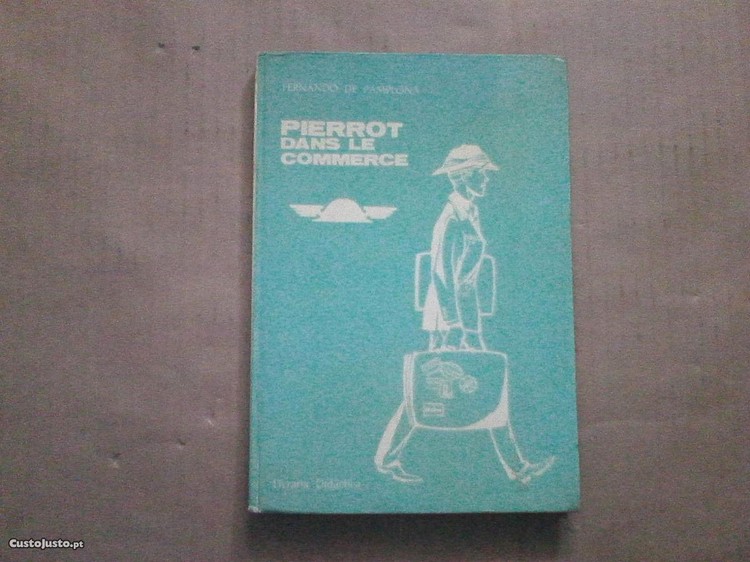 FERNANDO DE PAMPLONA
PIERROT
DANS LE
COMMERCE
Livraria Didáctica
CustoJusto.pt